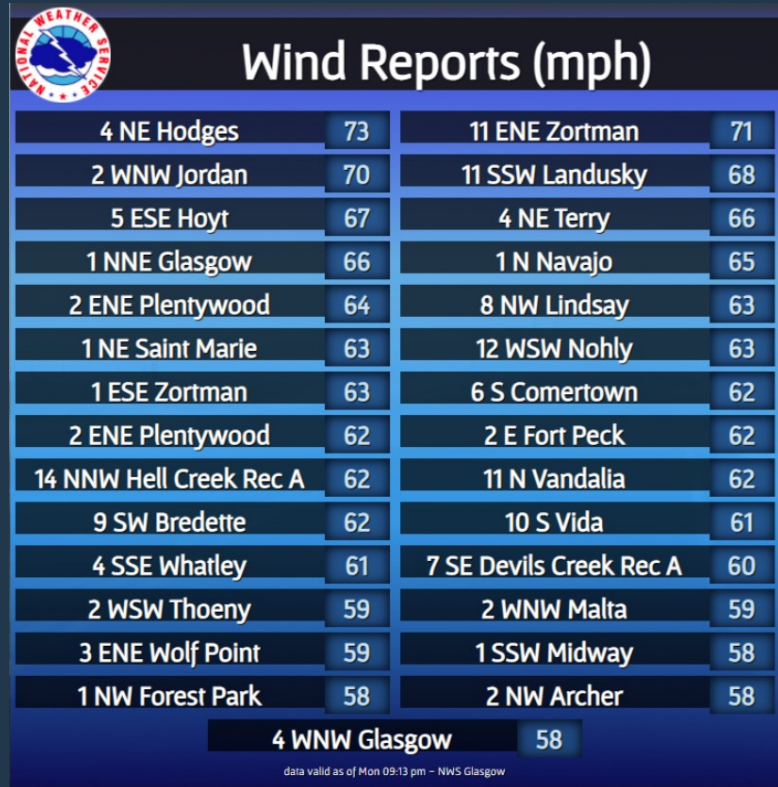 NATIONAL WEATHER SERVICE
Wind Reports (mph)
4 NE Hodges 73 11 ENE Zortman 71
2 WNW Jordan 70 11 SSW Landusky 68
5 ESE Hoyt 67 4 NE Terry 66
1 NNE Glasgow 66 1 N Navajo 65
2 ENE Plentywood 64 8 NW Lindsay 63
1 NE Saint Marie 63 12 WSW Nohly 63
1 ESE Zortman 63 6 S Comertown 62
2 ENE Plentywood 62 2 E Fort Peck 62
14 NNW Hell Creek Rec A 62 11 N Vandalia 62
9 SW Bredette 62 10 S Vida 61
4 SSE Whatley 61 7 SE Devils Creek Rec A 60
2 WSW Thoeny 59 2 WNW Malta 59
3 ENE Wolf Point 59 1 SSW Midway 58
1 NW Forest Park 58 2 NW Archer 58
4 WNW Glasgow 58
data valid as of Mon 09:13 pm – NWS Glasgow